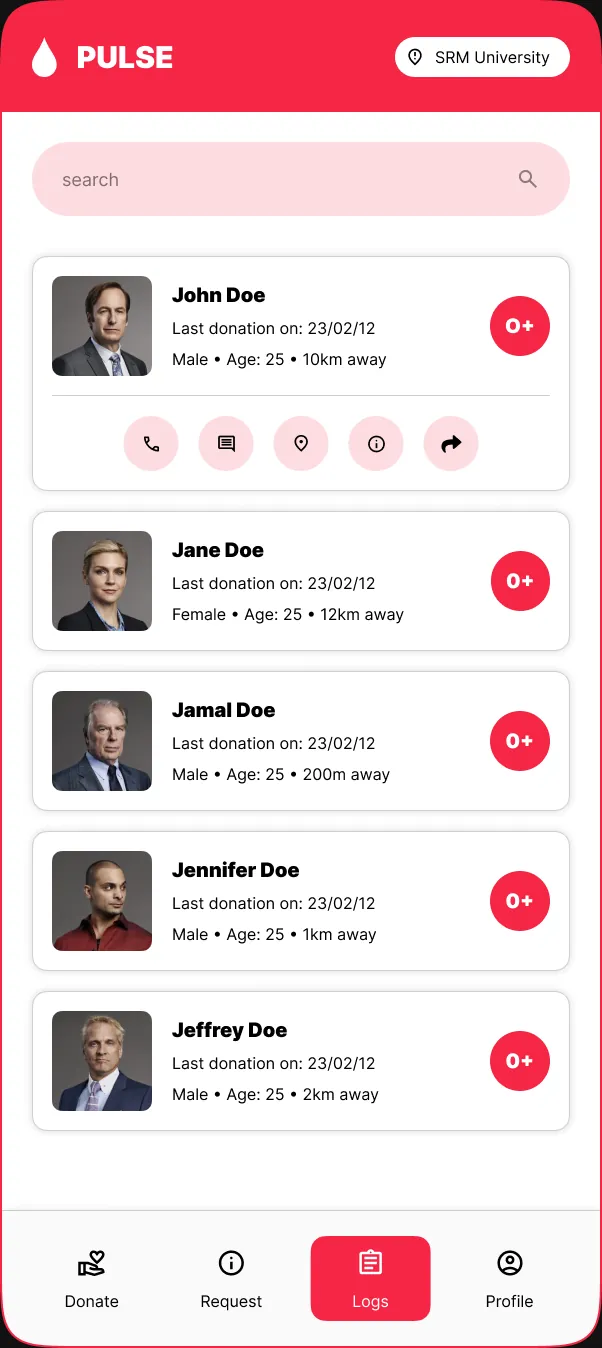 PULSE
SRM University
search
John Doe
Last donation on: 23/02/12
Male • Age: 25 • 10km away
O+
Jane Doe
Last donation on: 23/02/12
Female • Age: 25 • 12km away
O+
Jamal Doe
Last donation on: 23/02/12
Male • Age: 25 • 200m away
O+
Jennifer Doe
Last donation on: 23/02/12
Male • Age: 25 • 1km away
O+
Jeffrey Doe
Last donation on: 23/02/12
Male • Age: 25 • 2km away
O+
Donate
Request
Logs
Profile